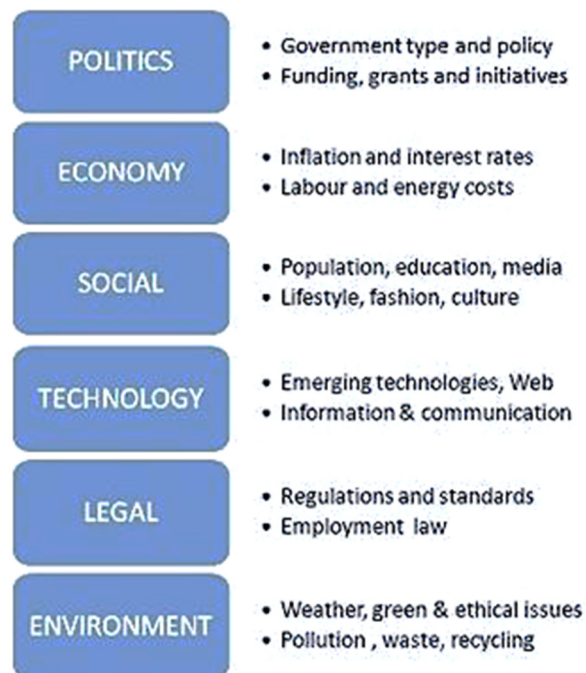 POLITICS
• Government type and policy
• Funding, grants and initiatives
ECONOMY
• Inflation and interest rates
• Labour and energy costs
SOCIAL
• Population, education, media
• Lifestyle, fashion, culture
TECHNOLOGY
• Emerging technologies, Web
• Information & communication
LEGAL
• Regulations and standards
• Employment law
ENVIRONMENT
• Weather, green & ethical issues
• Pollution , waste, recycling